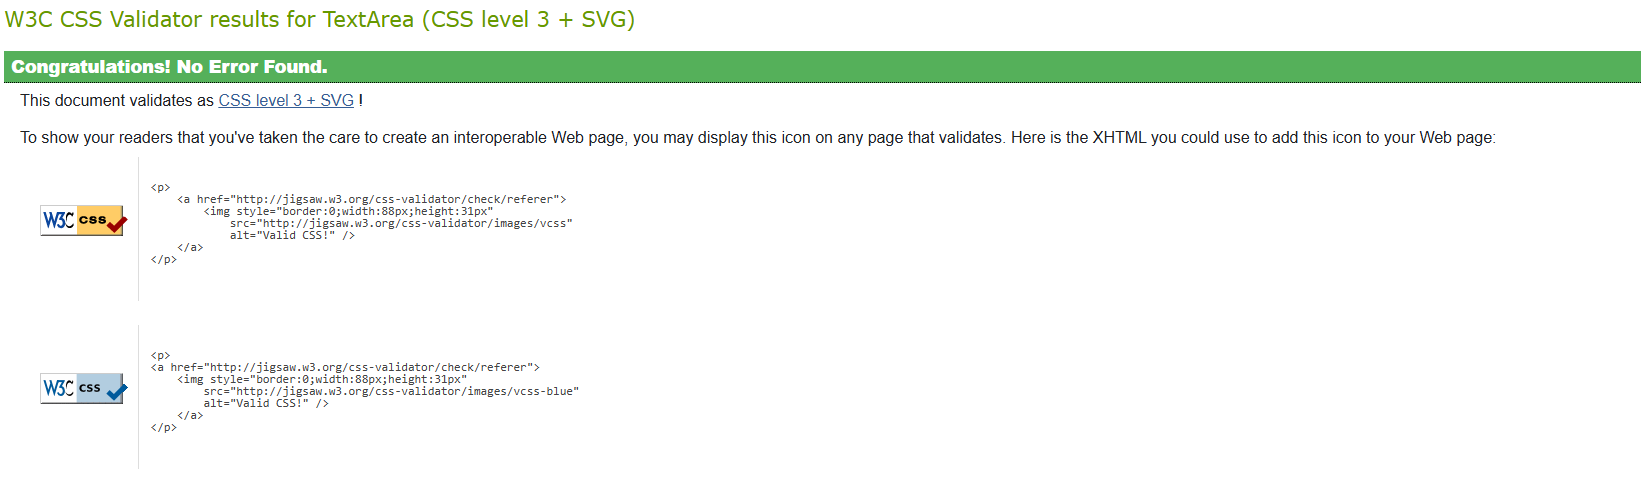 W3C CSS Validator results for TextArea (CSS level 3 + SVG)
Congratulations! No Error Found.
This document validates as CSS level 3 + SVG !
To show your readers that you've taken the care to create an interoperable Web page, you may display this icon on any page that validates. Here is the XHTML you could use to add this icon to your Web page:
W3C css
<p>
    <a href="http://jigsaw.w3.org/css-validator/check/referer">
        <img style="border:0;width:88px;height:31px"
            src="http://jigsaw.w3.org/css-validator/images/vcss"
            alt="Valid CSS!" />
    </a>
</p>
W3C css
<p>
<a href="http://jigsaw.w3.org/css-validator/check/referer">
    <img style="border:0;width:88px;height:31px"
        src="http://jigsaw.w3.org/css-validator/images/vcss-blue"
        alt="Valid CSS!" />
    </a>
</p>